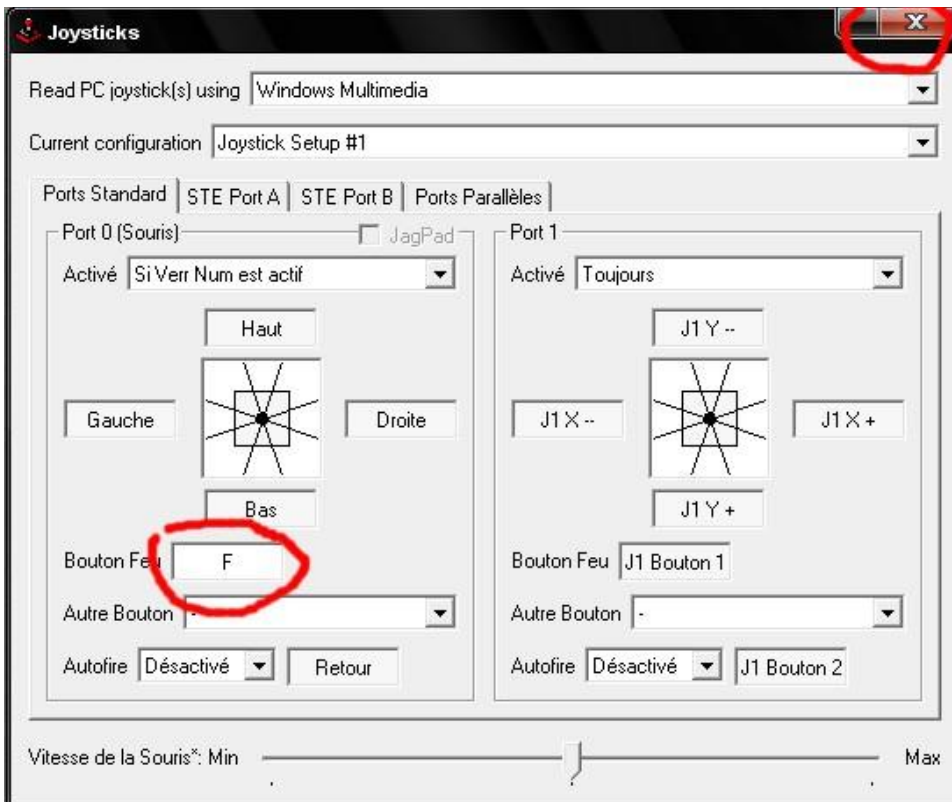 Joysticks
Read PC joystick(s) using Windows Multimedia
Current configuration Joystick Setup #1
Ports Standard STE Port A STE Port B Ports Parallèles
Port 0 (Souris) JagPad Port 1
Activé Si Verr Num est actif Activé Toujours
Haut J1 Y --
Gauche Droite J1 X -- J1 X +
Bas J1 Y +
Bouton Feu F Bouton Feu J1 Bouton 1
Autre Bouton - Autre Bouton -
Autofire Désactivé Retour Autofire Désactivé J1 Bouton 2
Vitesse de la Souris*: Min Max